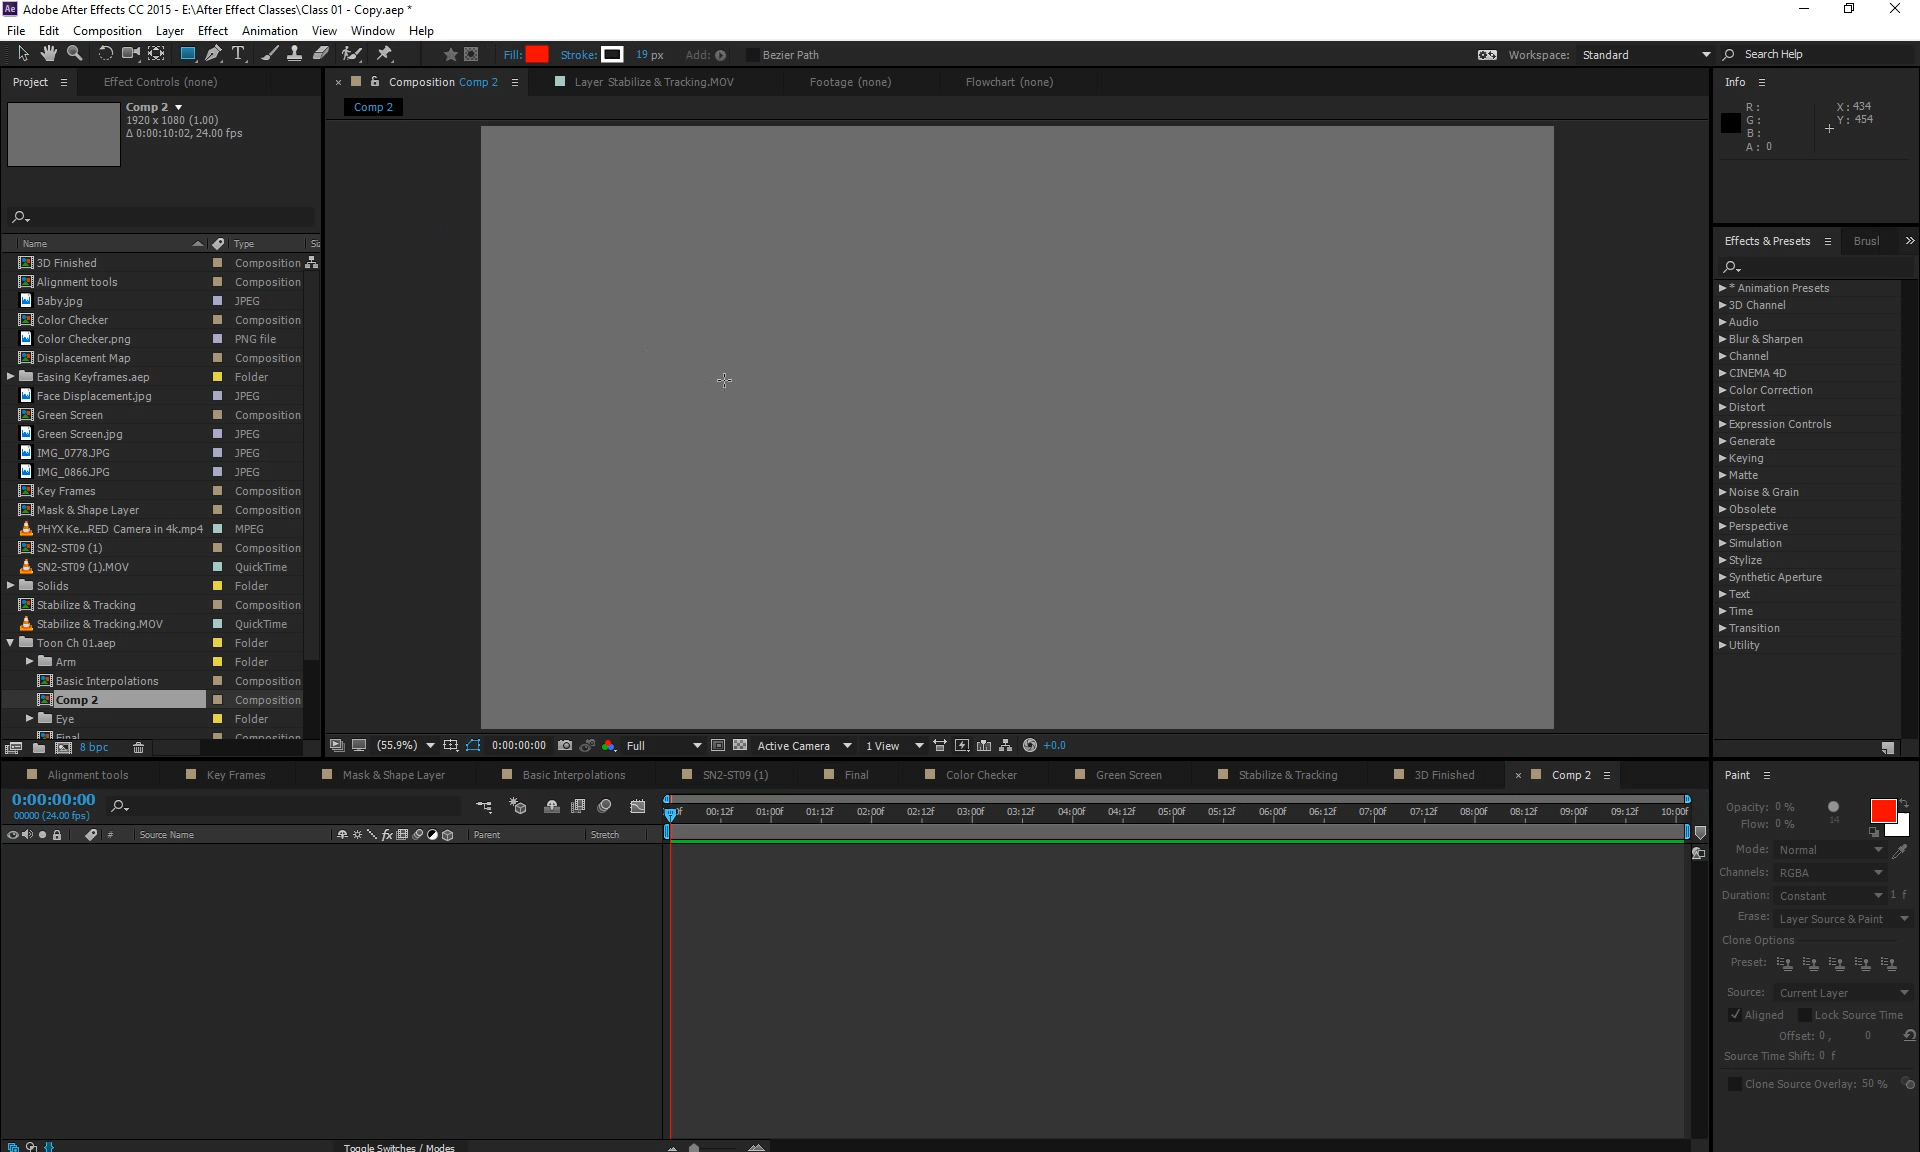 Adobe After Effects CC 2015 - E:\After Effect Classes\Class 01 - Copy.aep *
File Edit Composition Layer Effect Animation View Window Help
Fill: Stroke: 19 px Add: Bezier Path Workspace: Standard Search Help
Project Effect Controls (none) Composition Comp 2 Layer Stabilize & Tracking.MOV Footage (none) Flowchart (none) Info
Comp 2
Comp 2
1920 x 1080 (1.00)
Δ 0:00:10:02, 24.00 fps
R:
G:
B:
A: 0
X: 434
Y: 454
Name Type
3D Finished Composition
Alignment tools Composition
Baby.jpg JPEG
Color Checker Composition
Color Checker.png PNG file
Displacement Map Composition
Easing Keyframes.aep Folder
Face Displacement.jpg JPEG
Green Screen Composition
Green Screen.jpg JPEG
IMG_0778.JPG JPEG
IMG_0866.JPG JPEG
Key Frames Composition
Mask & Shape Layer Composition
PHYX Ke...RED Camera in 4k.mp4 MPEG
SN2-ST09 (1) Composition
SN2-ST09 (1).MOV QuickTime
Solids Folder
Stabilize & Tracking Composition
Stabilize & Tracking.MOV QuickTime
Toon Ch 01.aep Folder
Arm Folder
Basic Interpolations Composition
Comp 2 Composition
Eye Folder
Final Composition
8 bpc
Effects & Presets Brusl
* Animation Presets
3D Channel
Audio
Blur & Sharpen
Channel
CINEMA 4D
Color Correction
Distort
Expression Controls
Generate
Keying
Matte
Noise & Grain
Obsolete
Perspective
Simulation
Stylize
Synthetic Aperture
Text
Time
Transition
Utility
(55.9%) 0:00:00:00 Full Active Camera 1 View +0.0
Alignment tools Key Frames Mask & Shape Layer Basic Interpolations SN2-ST09 (1) Final Color Checker Green Screen Stabilize & Tracking 3D Finished Comp 2
0:00:00:00
00000 (24.00 fps)
00:12f 01:00f 01:12f 02:00f 02:12f 03:00f 03:12f 04:00f 04:12f 05:00f 05:12f 06:00f 06:12f 07:00f 07:12f 08:00f 08:12f 09:00f 09:12f 10:00f
# Source Name fx Parent Stretch
Toggle Switches / Modes
Paint
Opacity: 0 %
Flow: 0 %
14
Mode: Normal
Channels: RGBA
Duration: Constant 1 f
Erase: Layer Source & Paint
Clone Options
Preset:
Source: Current Layer
Aligned Lock Source Time
Offset: 0, 0
Source Time Shift: 0 f
Clone Source Overlay: 50 %